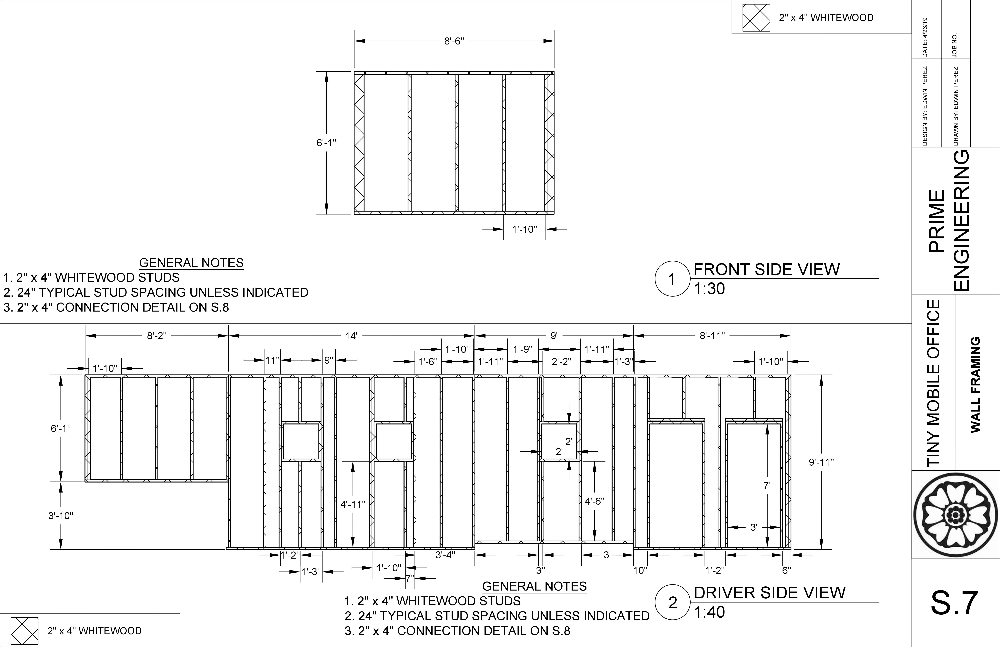 2" x 4" WHITEWOOD
8'-6"
6'-1"
1'-10"
GENERAL NOTES
1. 2" x 4" WHITEWOOD STUDS
2. 24" TYPICAL STUD SPACING UNLESS INDICATED
3. 2" x 4" CONNECTION DETAIL ON S.8
1
FRONT SIDE VIEW
1:30
8'-2"
14'
9'
8'-11"
1'-10"
1'-9"
1'-11"
11"
9"
1'-6"
1'-11"
2'-2"
1'-3"
1'-10"
1'-10"
6'-1"
2'
2'
9'-11"
7'
4'-11"
4'-6"
3'-10"
3'
1'-2"
3'-4"
3'
1'-3"
1'-10"
3"
10"
1'-2"
6"
7"
GENERAL NOTES
1. 2" x 4" WHITEWOOD STUDS
2. 24" TYPICAL STUD SPACING UNLESS INDICATED
3. 2" x 4" CONNECTION DETAIL ON S.8
2
DRIVER SIDE VIEW
1:40
2" x 4" WHITEWOOD
DATE: 4/26/19
JOB NO.
DESIGN BY: EDWIN PEREZ
DRAWN BY: EDWIN PEREZ
PRIME
ENGINEERING
TINY MOBILE OFFICE
WALL FRAMING
S.7